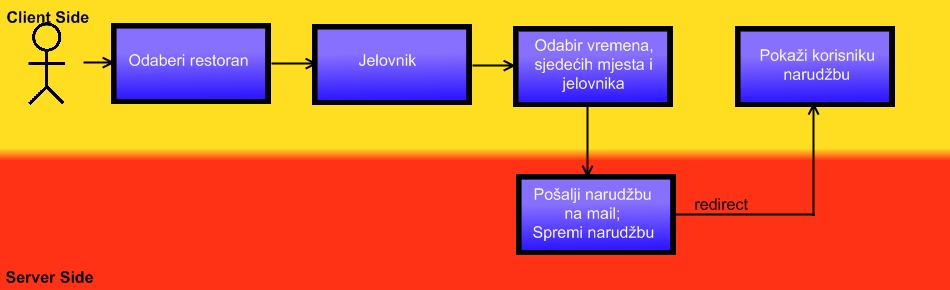 Client Side
Odaberi restoran
Jelovnik
Odabir vremena,
sjedećih mjesta i
jelovnika
Pokaži korisniku
narudžbu
Pošalji narudžbu
na mail;
Spremi narudžbu
redirect
Server Side